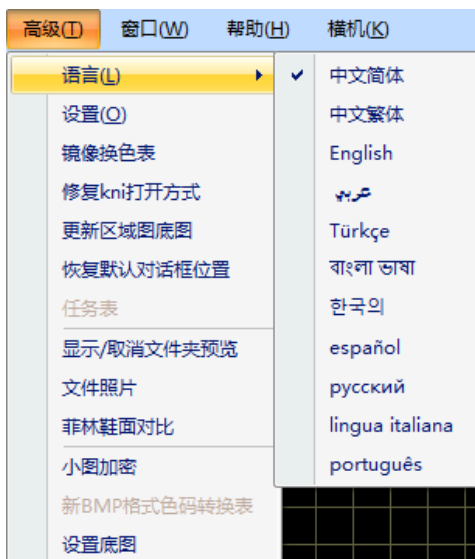 高级(T) 窗口(W) 帮助(H) 横机(K)
语言(L)
设置(O)
镜像换色表
修复kni打开方式
更新区域图底图
恢复默认对话框位置
任务表
显示/取消文件夹预览
文件照片
菲林鞋面对比
小图加密
新BMP格式色码转换表
设置底图
中文简体
中文繁体
English
عربي
Türkçe
বাংলা ভাষা
한국의
español
русский
lingua italiana
português